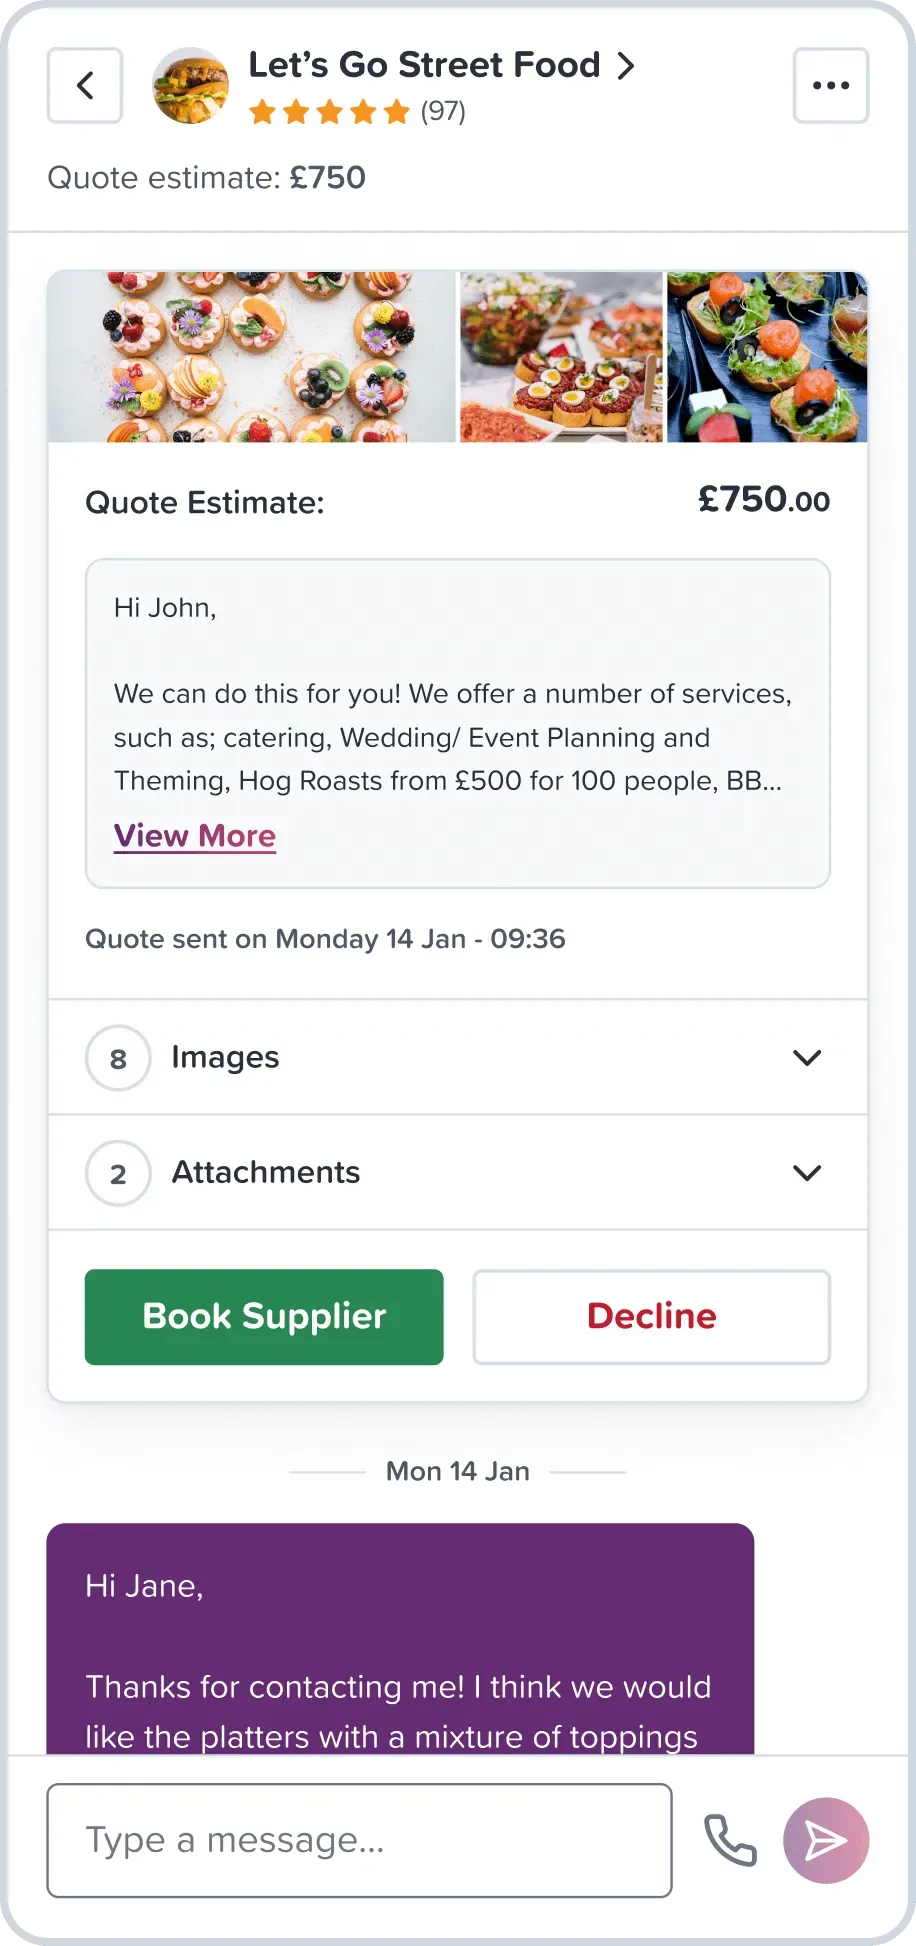 Let’s Go Street Food
(97)
Quote estimate: £750
Quote Estimate:
£750.00
Hi John,
We can do this for you! We offer a number of services,
such as; catering, Wedding/ Event Planning and
Theming, Hog Roasts from £500 for 100 people, BB...
View More
Quote sent on Monday 14 Jan - 09:36
8 Images
2 Attachments
Book Supplier
Decline
Mon 14 Jan
Hi Jane,
Thanks for contacting me! I think we would
like the platters with a mixture of toppings
Type a message...